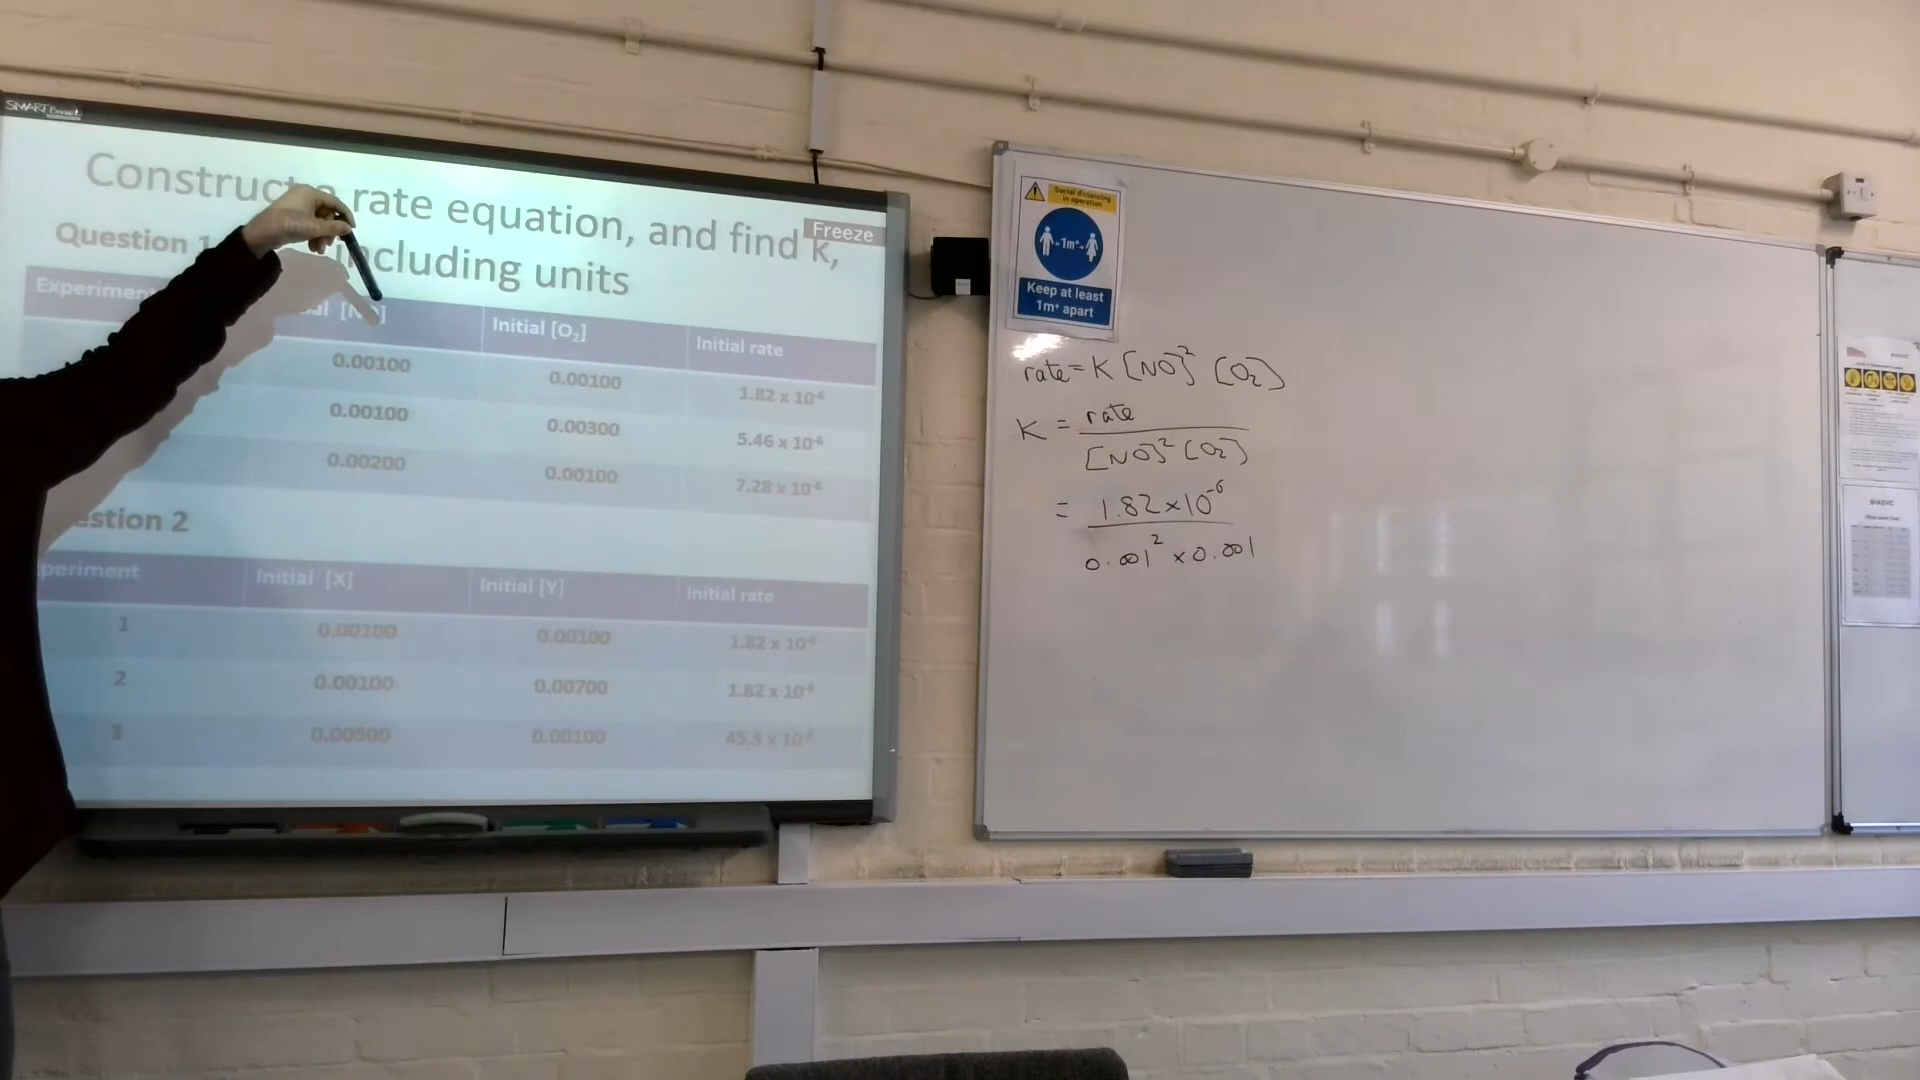 SMART Board
Construct a rate equation, and find k,
including units
Freeze
Question 1
Experiment
Initial [O₂]
Initial rate
0.00100 0.00100 1.82 x 10⁻⁶
0.00100 0.00300 5.46 x 10⁻⁶
0.00200 0.00100 7.28 x 10⁻⁶
estion 2
periment Initial [X] Initial [Y] Initial rate
1 0.00100 0.00100 1.82 x 10⁻⁶
2 0.00100 0.00700 1.82 x 10⁻⁶
3 0.00500 0.00100 45.5 x 10⁻⁶
Social distancing
in operation
1m+
Keep at least
1m+ apart
rate = K [NO]² [O₂]
K = rate
[NO]² [O₂]
= 1.82 × 10⁻⁶
0.001² × 0.001
BHASVIC
BHASVIC